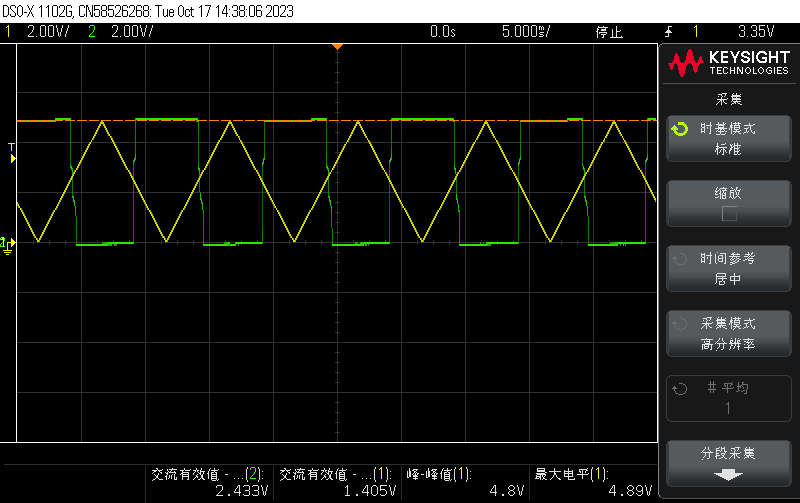 DSO-X 1102G, CN58526268: Tue Oct 17 14:38:06 2023
1 2.00V/ 2 2.00V/ 0.0s 5.000ms/ 停止 1 3.35V
KEYSIGHT
TECHNOLOGIES
采集
时基模式
标准
缩放
时间参考
居中
采集模式
高分辨率
# 平均
1
分段采集
T
2
交流有效值 - ...(2): 交流有效值 - ...(1): 峰-峰值(1): 最大电平(1):
2.433V 1.405V 4.8V 4.89V